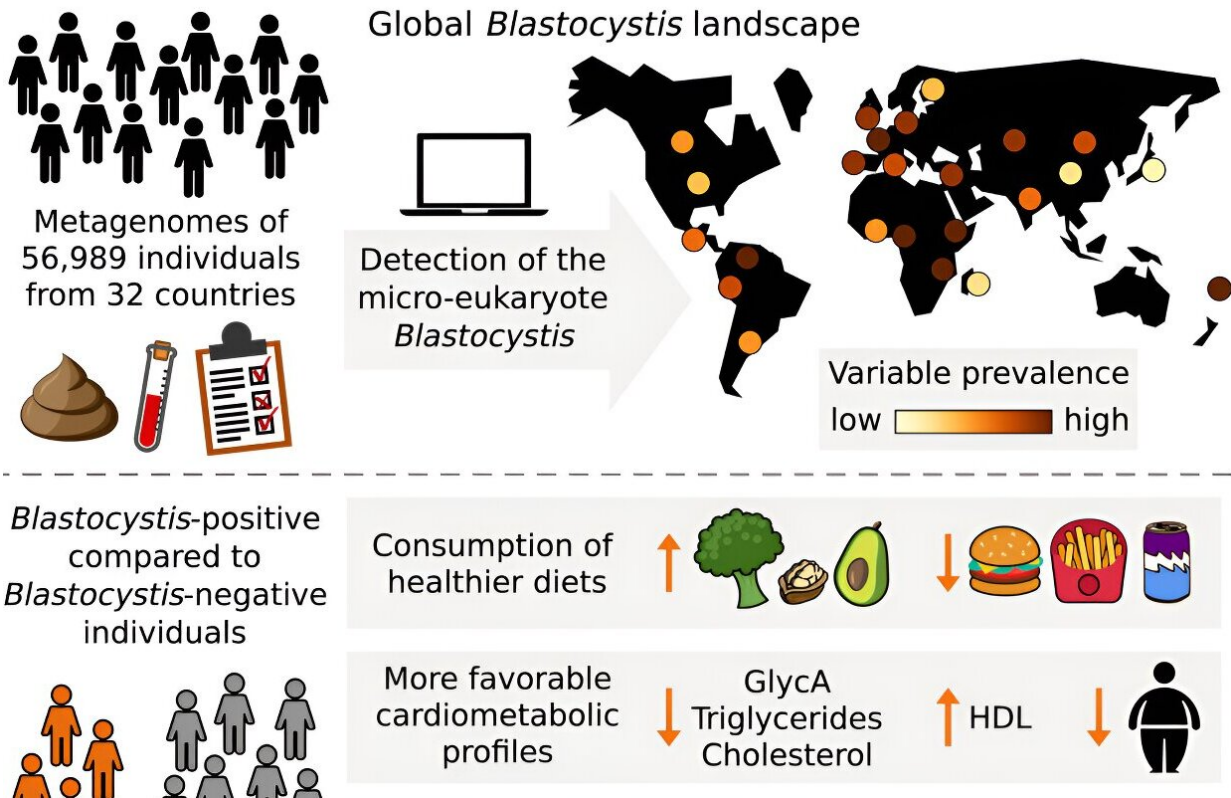 Global Blastocystis landscape
Metagenomes of
56,989 individuals
from 32 countries
Detection of the
micro-eukaryote
Blastocystis
Variable prevalence
low high
Blastocystis-positive
compared to
Blastocystis-negative
individuals
Consumption of
healthier diets
More favorable
cardiometabolic
profiles
GlycA
Triglycerides
Cholesterol
HDL